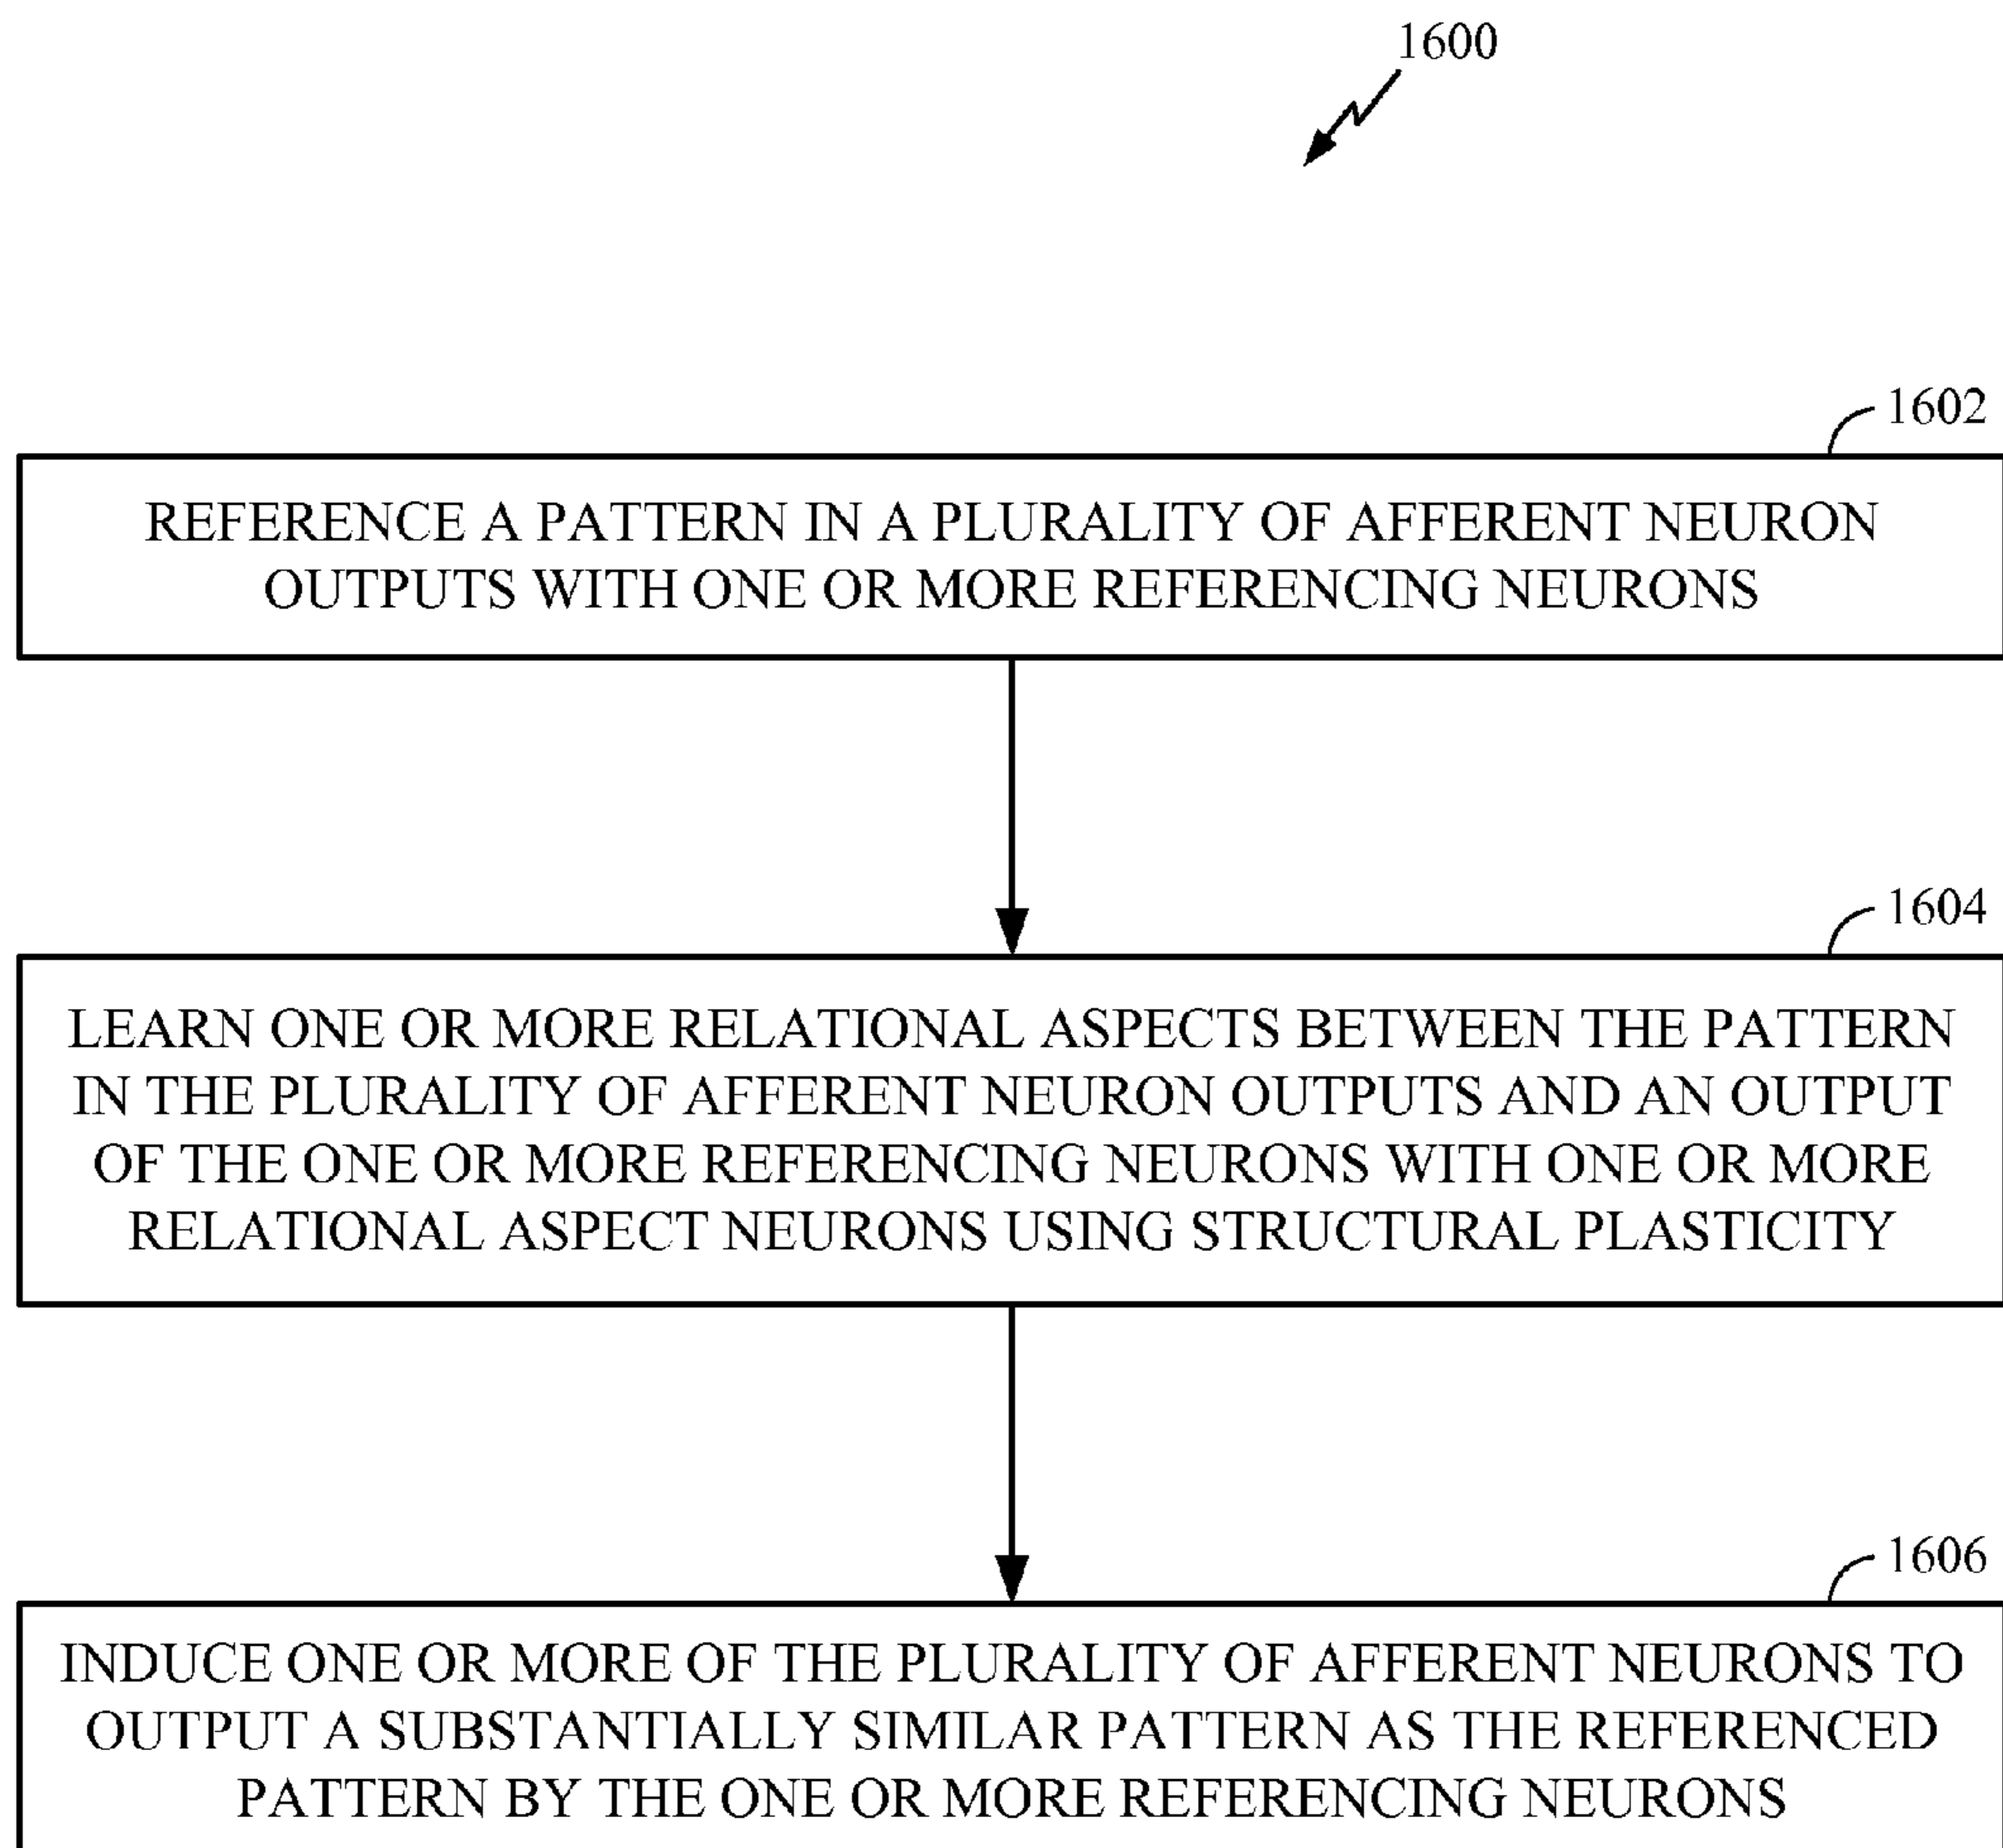 1600
1602
REFERENCE A PATTERN IN A PLURALITY OF AFFERENT NEURON
OUTPUTS WITH ONE OR MORE REFERENCING NEURONS
1604
LEARN ONE OR MORE RELATIONAL ASPECTS BETWEEN THE PATTERN
IN THE PLURALITY OF AFFERENT NEURON OUTPUTS AND AN OUTPUT
OF THE ONE OR MORE REFERENCING NEURONS WITH ONE OR MORE
RELATIONAL ASPECT NEURONS USING STRUCTURAL PLASTICITY
1606
INDUCE ONE OR MORE OF THE PLURALITY OF AFFERENT NEURONS TO
OUTPUT A SUBSTANTIALLY SIMILAR PATTERN AS THE REFERENCED
PATTERN BY THE ONE OR MORE REFERENCING NEURONS